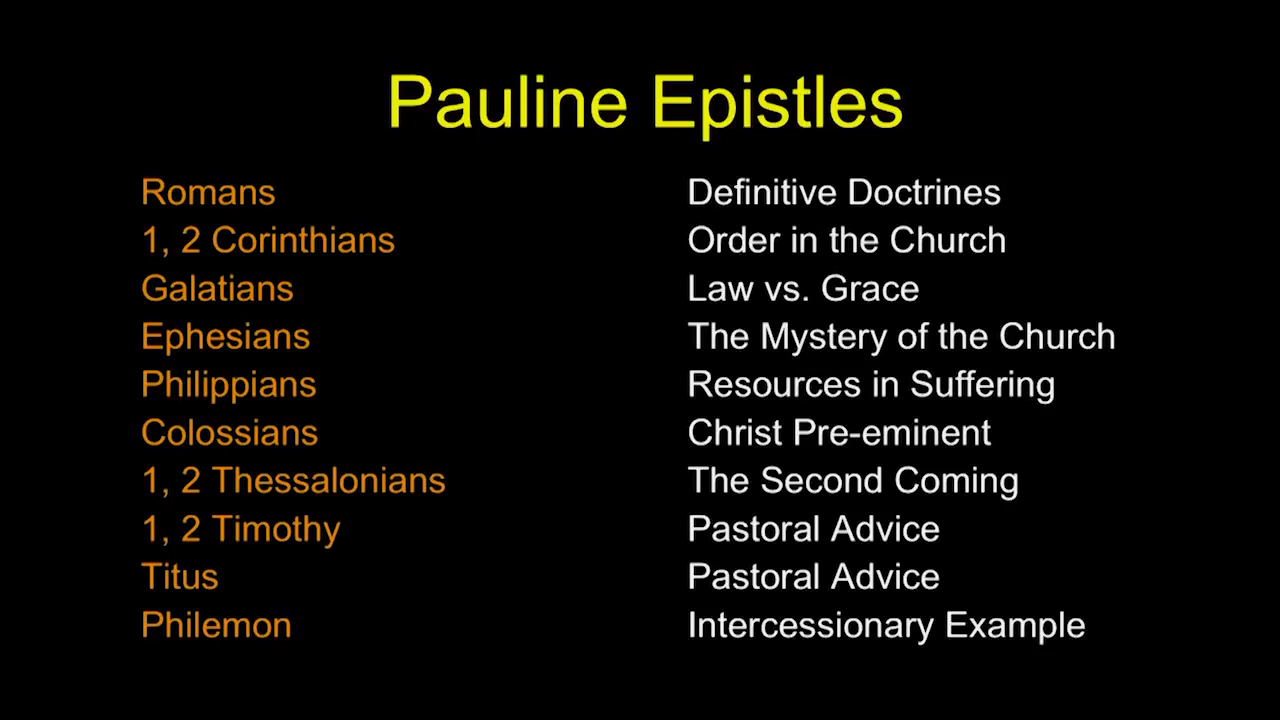 Pauline Epistles
Romans Definitive Doctrines
1, 2 Corinthians Order in the Church
Galatians Law vs. Grace
Ephesians The Mystery of the Church
Philippians Resources in Suffering
Colossians Christ Pre-eminent
1, 2 Thessalonians The Second Coming
1, 2 Timothy Pastoral Advice
Titus Pastoral Advice
Philemon Intercessionary Example